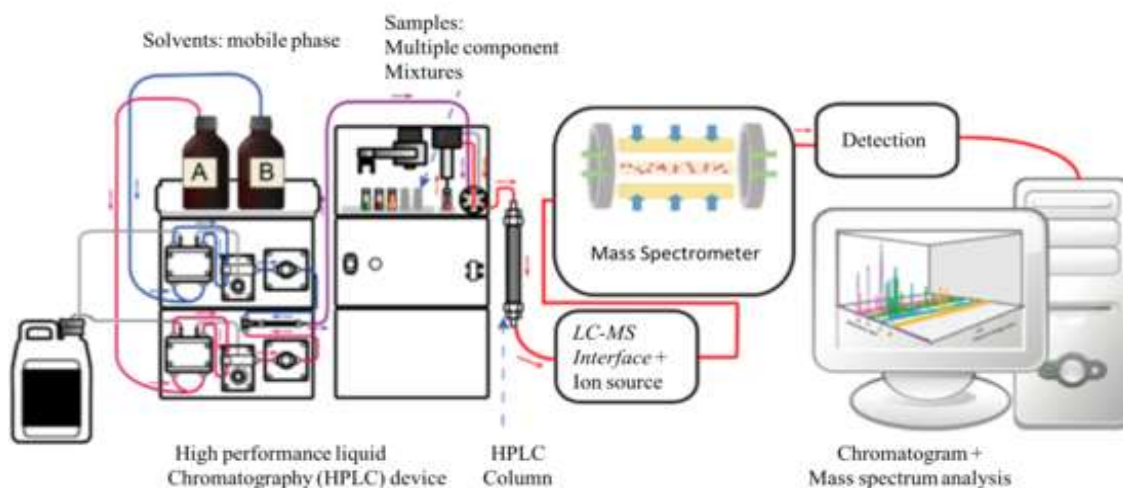 Solvents: mobile phase
Samples:
Multiple component
Mixtures
A
B
Mass Spectrometer
Detection
LC-MS
Interface +
Ion source
High performance liquid
Chromatography (HPLC) device
HPLC
Column
Chromatogram +
Mass spectrum analysis